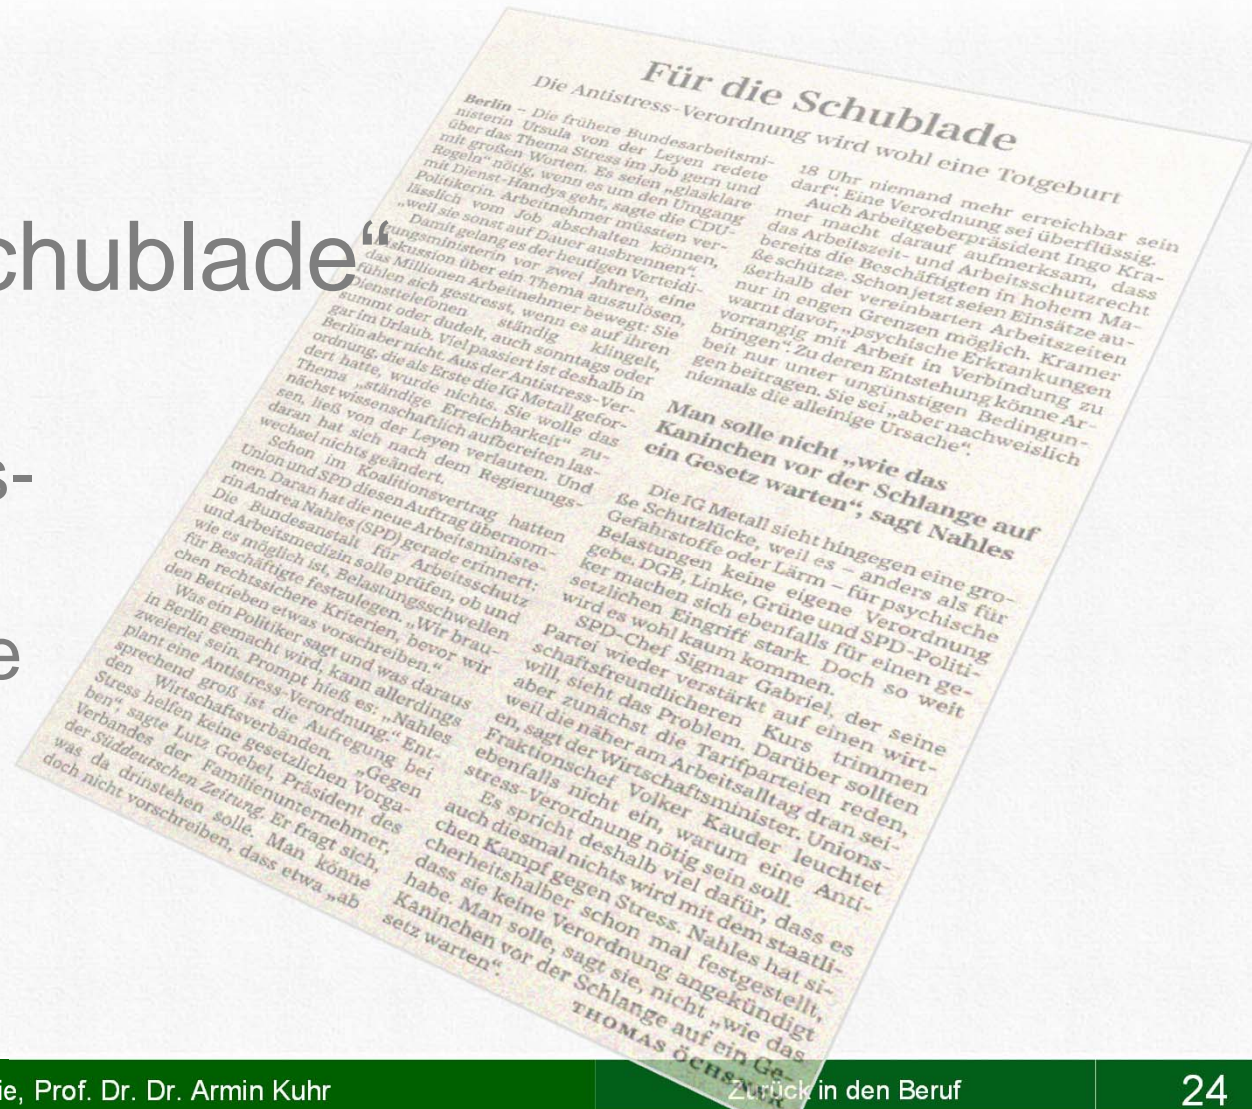 chublade“
s-
e
Für die Schublade
Die Antistress-Verordnung wird wohl eine Totgeburt
Berlin – Die frühere Bundesarbeitsmi-
nisterin Ursula von der Leyen redete
über das Thema Stress im Job gern und
mit großen Worten. Es seien „glasklare
Regeln“ nötig, wenn es um den Umgang
mit Dienst-Handys geht, sagte die CDU-
Politikerin. Arbeitnehmer müssten ver-
lässlich vom Job abschalten können,
„weil sie sonst auf Dauer ausbrennen“.
Damit gelang es der heutigen Verteidi-
gungsministerin vor zwei Jahren, eine
Diskussion über ein Thema auszulösen,
das Millionen Arbeitnehmer bewegt: Sie
fühlen sich gestresst, wenn es auf ihren
Diensttelefonen ständig klingelt,
summt oder dudelt, auch sonntags oder
gar im Urlaub. Viel passiert ist deshalb in
Berlin aber nicht. Aus der Antistress-Ver-
ordnung, die als Erste die IG Metall gefor-
dert hatte, wurde nichts. Sie wolle das
Thema „ständige Erreichbarkeit“ zu-
nächst wissenschaftlich aufbereiten las-
sen, ließ von der Leyen verlauten. Und
daran hat sich nach dem Regierungs-
wechsel nichts geändert.
Schon im Koalitionsvertrag hatten
Union und SPD diesen Auftrag übernom-
men. Daran hat die neue Arbeitsministe-
rin Andrea Nahles (SPD) gerade erinnert.
Die Bundesanstalt für Arbeitsschutz
und Arbeitsmedizin solle prüfen, ob und
wie es möglich ist, Belastungsschwellen
für Beschäftigte festzulegen. „Wir brau-
chen rechtssichere Kriterien, bevor wir
den Betrieben etwas vorschreiben.“
Was ein Politiker sagt und was daraus
in Berlin gemacht wird, kann allerdings
zweierlei sein. Prompt hieß es: „Nahles
plant eine Antistress-Verordnung.“ Ent-
sprechend groß ist die Aufregung bei
den Wirtschaftsverbänden. „Gegen
Stress helfen keine gesetzlichen Vorga-
ben“ sagte Lutz Goebel, Präsident des
Verbandes der Familienunternehmer,
der Süddeutschen Zeitung. Er fragt sich,
was da drinstehen solle. Man könne
doch nicht vorschreiben, dass etwa „ab
18 Uhr niemand mehr erreichbar sein
darf“. Eine Verordnung sei überflüssig.
Auch Arbeitgeberpräsident Ingo Kra-
mer macht darauf aufmerksam, dass
das Arbeitszeit- und Arbeitsschutzrecht
bereits die Beschäftigten in hohem Ma-
ße schütze. Schon jetzt seien Einsätze au-
ßerhalb der vereinbarten Arbeitszeiten
nur in engen Grenzen möglich. Kramer
warnt davor, „psychische Erkrankungen
vorrangig mit Arbeit in Verbindung zu
bringen“. Zu deren Entstehung könne Ar-
beit nur unter ungünstigen Bedingun-
gen beitragen. Sie sei „aber nachweislich
niemals die alleinige Ursache“.
Man solle nicht „wie das
Kaninchen vor der Schlange auf
ein Gesetz warten“, sagt Nahles
Die IG Metall sieht hingegen eine gro-
ße Schutzlücke, weil es – anders als für
Gefahrstoffe oder Lärm – für psychische
Belastungen keine eigene Verordnung
gebe. DGB, Linke, Grüne und SPD-Politi-
ker machen sich ebenfalls für einen ge-
setzlichen Eingriff stark. Doch so weit
wird es wohl kaum kommen.
SPD-Chef Sigmar Gabriel, der seine
Partei wieder verstärkt auf einen wirt-
schaftsfreundlicheren Kurs trimmen
will, sieht das Problem. Darüber sollten
aber zunächst die Tarifparteien reden,
weil die näher am Arbeitsalltag dran sei-
en, sagt der Wirtschaftsminister. Unions-
Fraktionschef Volker Kauder leuchtet
ebenfalls nicht ein, warum eine Anti-
stress-Verordnung nötig sein soll.
Es spricht deshalb viel dafür, dass es
auch diesmal nichts wird mit dem staatli-
chen Kampf gegen Stress. Nahles hat si-
cherheitshalber schon mal festgestellt,
dass sie keine Verordnung angekündigt
habe. Man solle, sagt sie, nicht „wie das
Kaninchen vor der Schlange auf ein Ge-
setz warten“.
THOMAS ÖCHSNER
ie, Prof. Dr. Dr. Armin Kuhr
Zurück in den Beruf
24